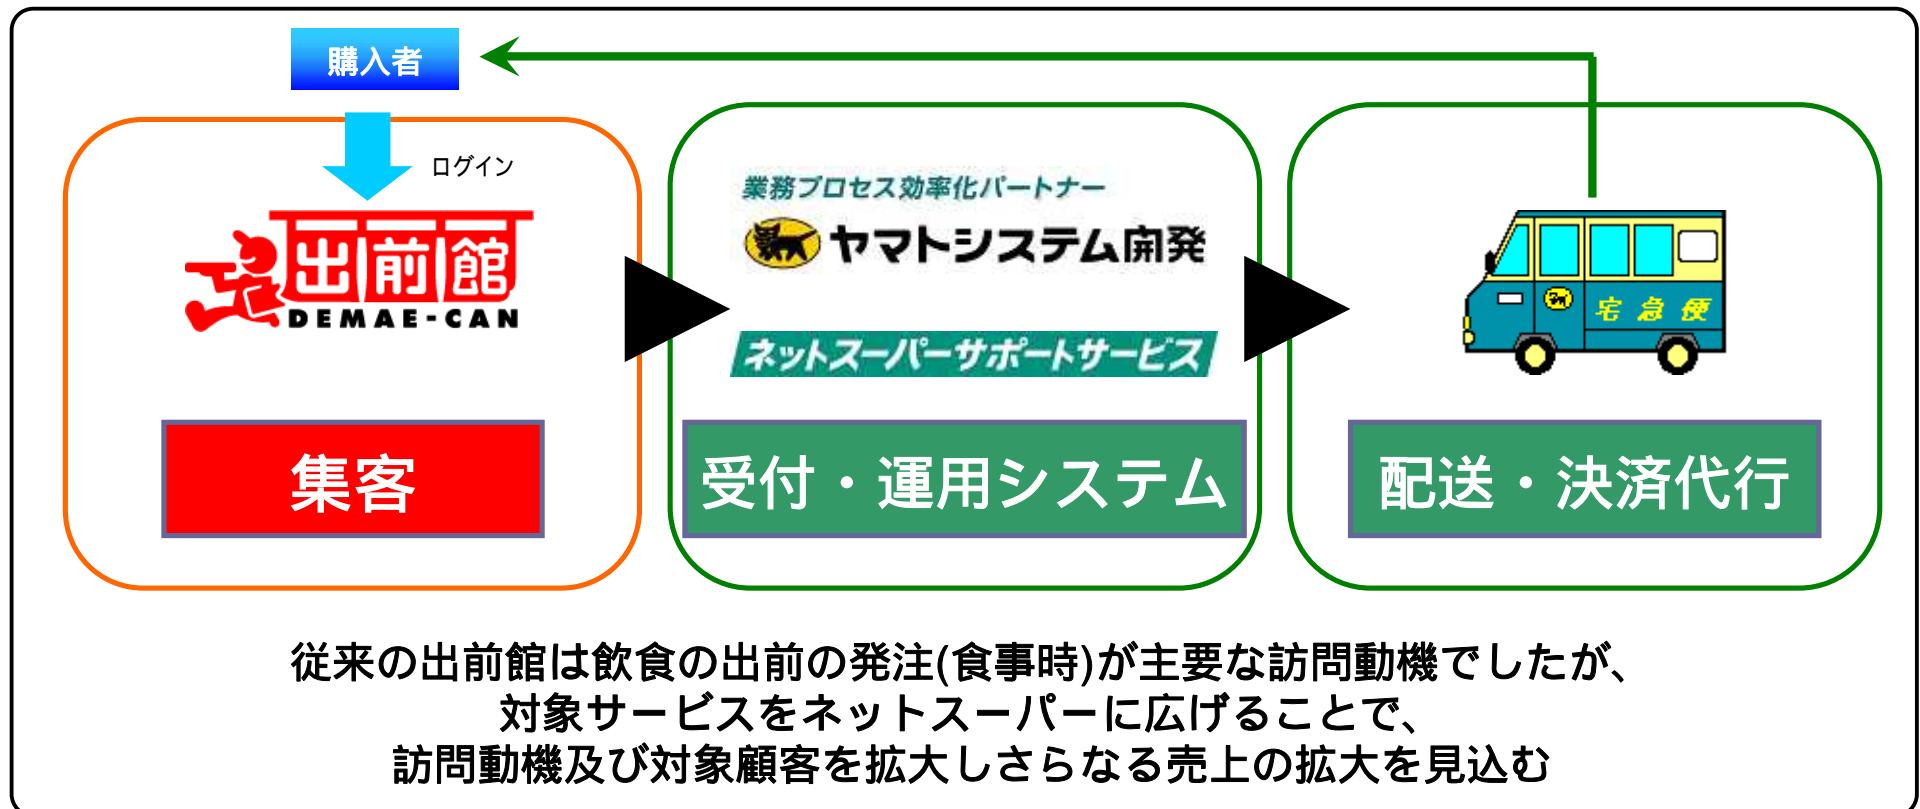 購入者
ログイン
出前館
DEMAE-CAN
業務プロセス効率化パートナー
ヤマトシステム開発
ネットスーパーサポートサービス
宅急便
集客
受付・運用システム
配送・決済代行
従来の出前館は飲食の出前の発注(食事時)が主要な訪問動機でしたが、
対象サービスをネットスーパーに広げることで、
訪問動機及び対象顧客を拡大しさらなる売上の拡大を見込む